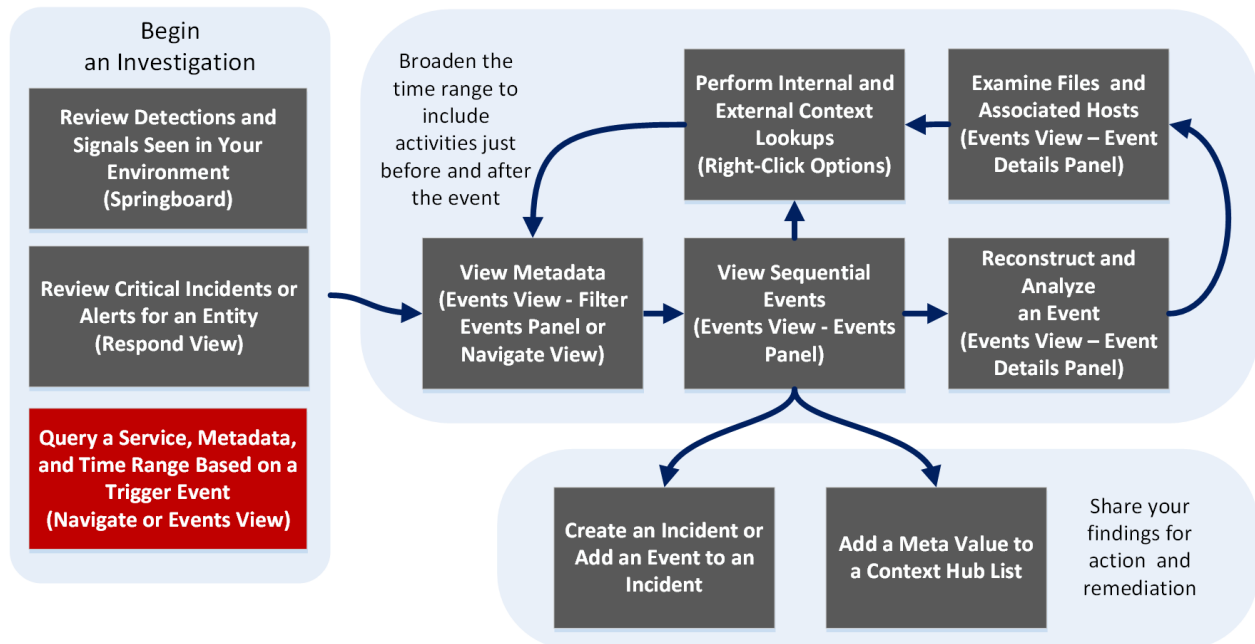 Begin
an Investigation
Review Detections and
Signals Seen in Your
Environment
(Springboard)
Review Critical Incidents or
Alerts for an Entity
(Respond View)
Query a Service, Metadata,
and Time Range Based on a
Trigger Event
(Navigate or Events View)
Broaden the
time range to
include
activities just
before and after
the event
Perform Internal and
External Context
Lookups
(Right-Click Options)
Examine Files and
Associated Hosts
(Events View – Event
Details Panel)
View Metadata
(Events View - Filter
Events Panel or
Navigate View)
View Sequential
Events
(Events View - Events
Panel)
Reconstruct and
Analyze
an Event
(Events View – Event
Details Panel)
Create an Incident or
Add an Event to an
Incident
Add a Meta Value to
a Context Hub List
Share your
findings for
action and
remediation